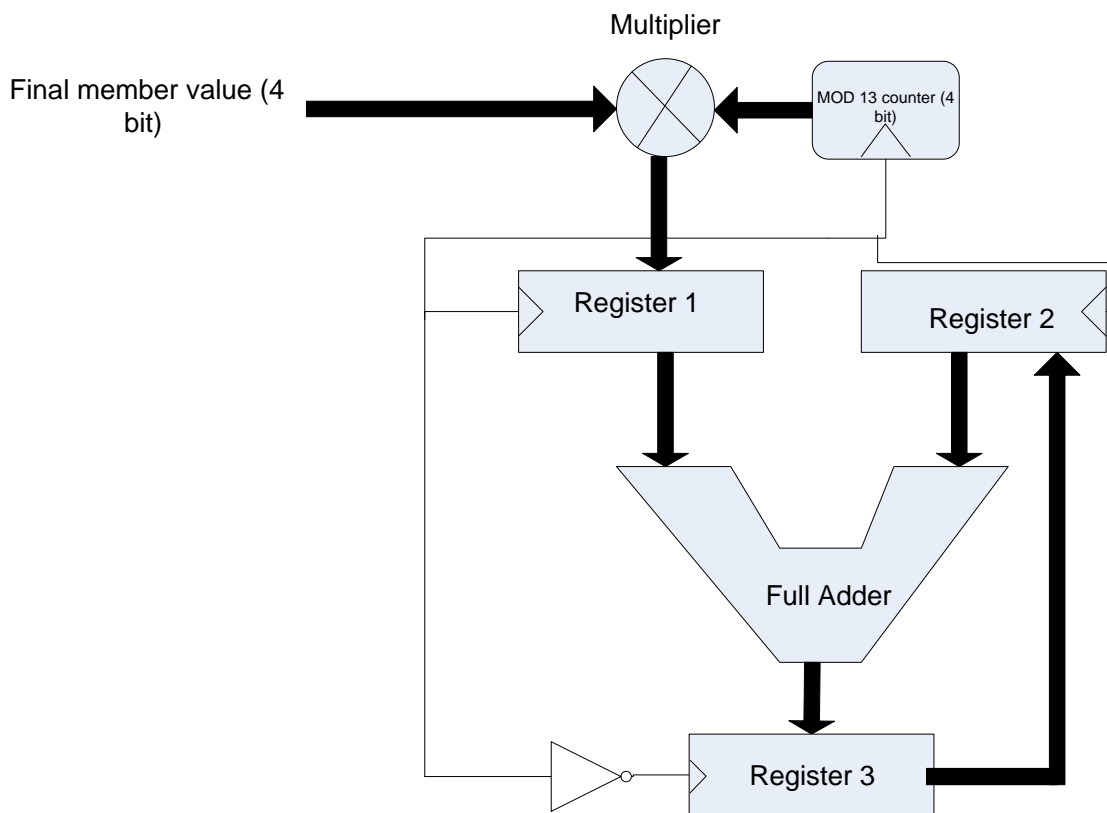 Multiplier
Final member value (4
bit)
MOD 13 counter (4
bit)
Register 1
Register 2
Full Adder
Register 3